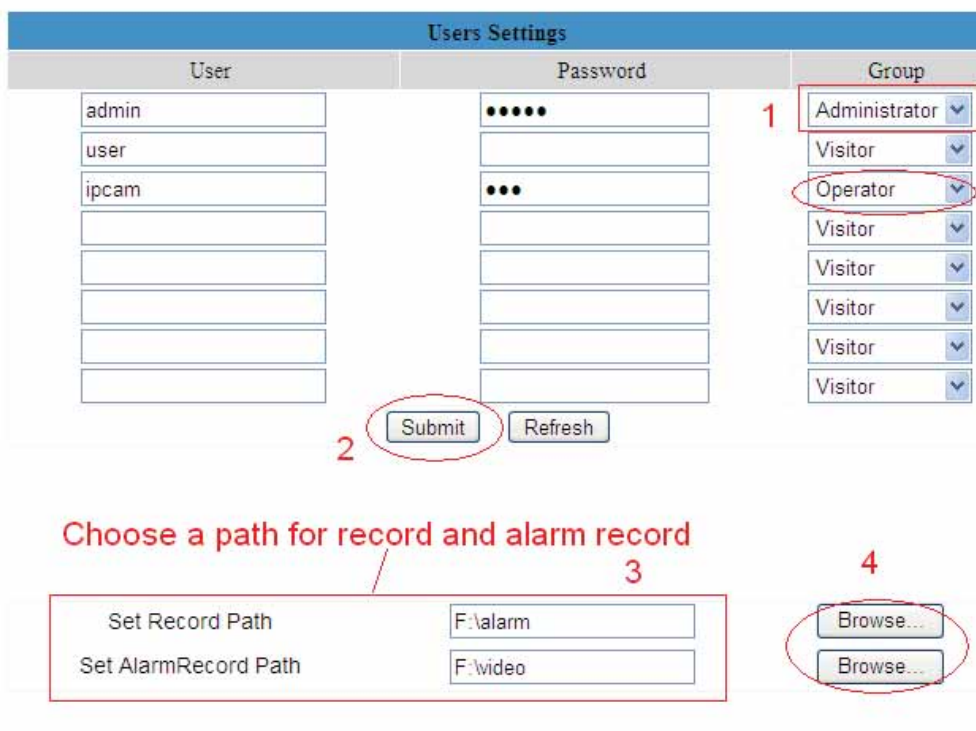 Users Settings
User Password Group
admin ●●●●● 1 Administrator
user Visitor
ipcam ●●● Operator
Visitor
Visitor
Visitor
Visitor
Visitor
2 Submit Refresh
Choose a path for record and alarm record
3 4
Set Record Path F:\alarm Browse...
Set AlarmRecord Path F:\video Browse...